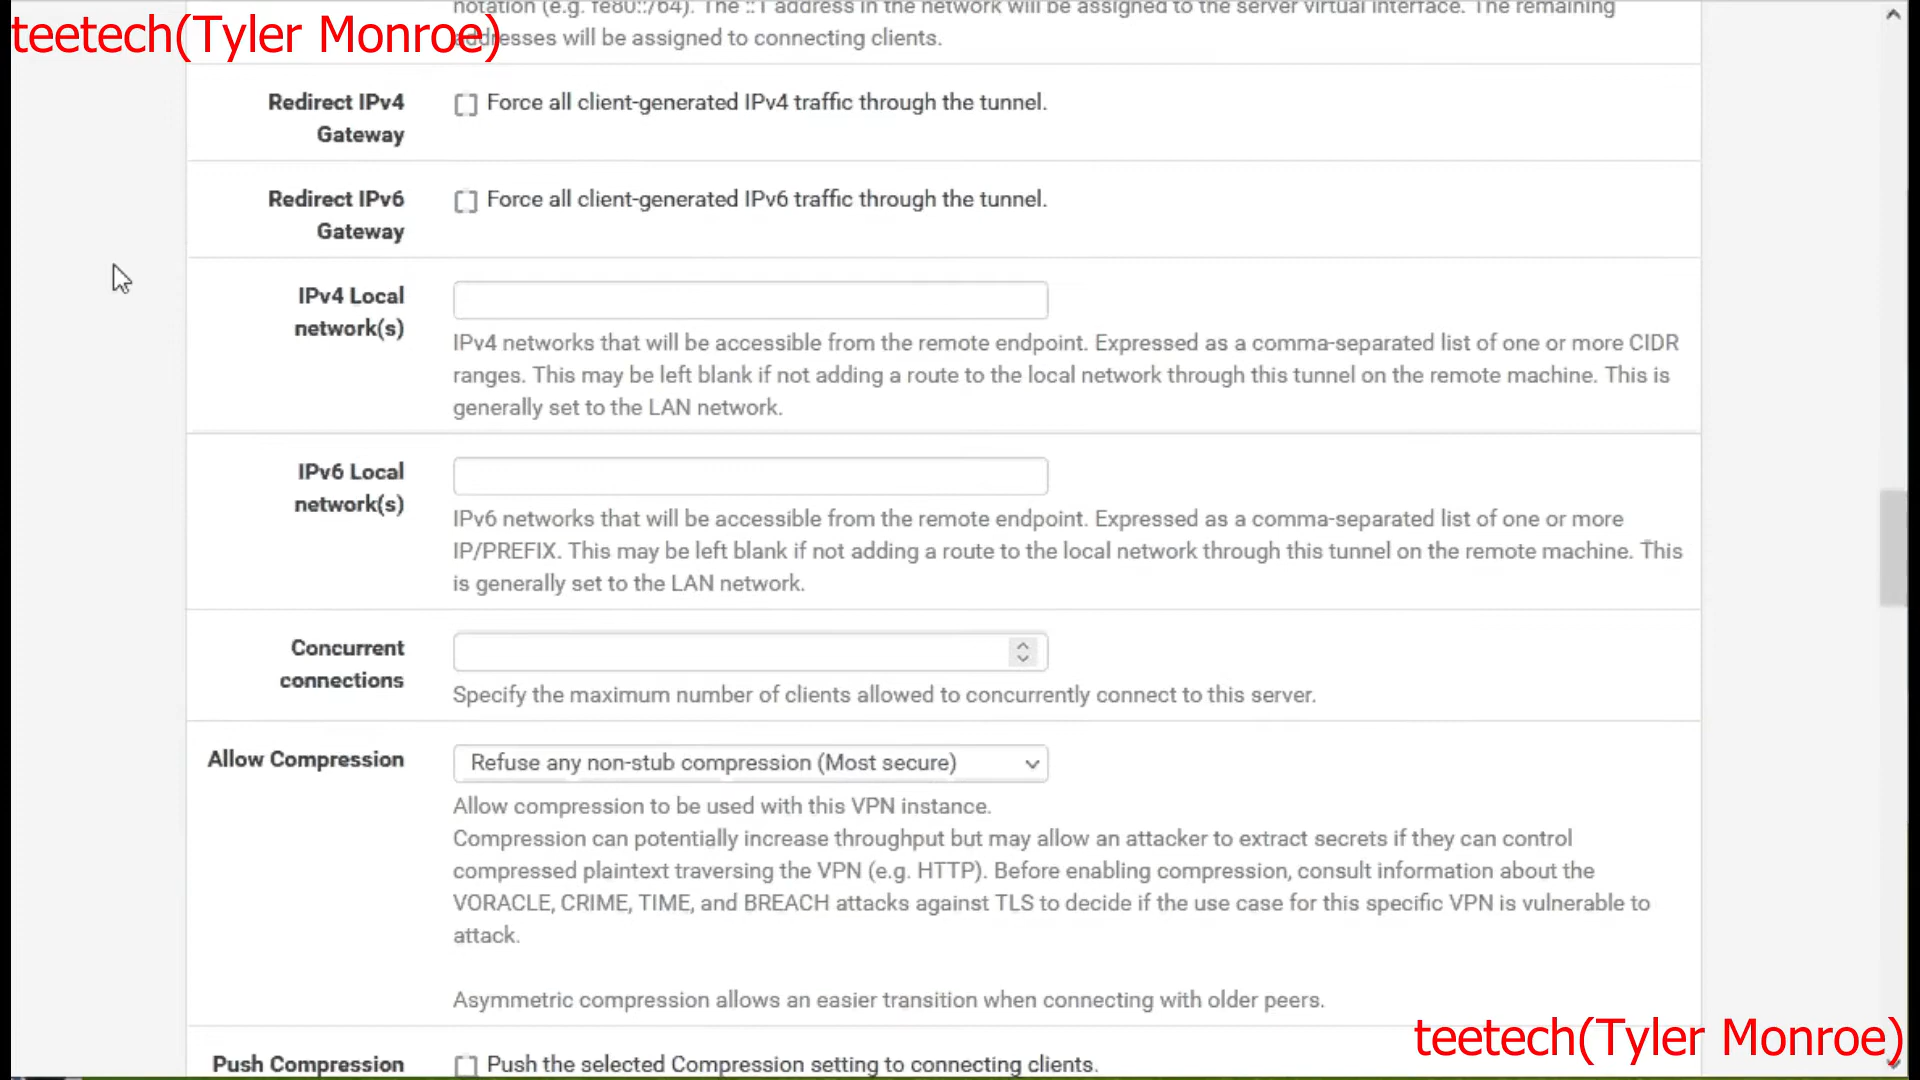 notation (e.g. fe80::/64). The ::1 address in the network will be assigned to the server virtual interface. The remaining
teetech(Tyler Monroe)
addresses will be assigned to connecting clients.
Redirect IPv4
Gateway
Force all client-generated IPv4 traffic through the tunnel.
Redirect IPv6
Gateway
Force all client-generated IPv6 traffic through the tunnel.
IPv4 Local
network(s)
IPv4 networks that will be accessible from the remote endpoint. Expressed as a comma-separated list of one or more CIDR
ranges. This may be left blank if not adding a route to the local network through this tunnel on the remote machine. This is
generally set to the LAN network.
IPv6 Local
network(s)
IPv6 networks that will be accessible from the remote endpoint. Expressed as a comma-separated list of one or more
IP/PREFIX. This may be left blank if not adding a route to the local network through this tunnel on the remote machine. This
is generally set to the LAN network.
Concurrent
connections
Specify the maximum number of clients allowed to concurrently connect to this server.
Allow Compression
Refuse any non-stub compression (Most secure)
Allow compression to be used with this VPN instance.
Compression can potentially increase throughput but may allow an attacker to extract secrets if they can control
compressed plaintext traversing the VPN (e.g. HTTP). Before enabling compression, consult information about the
VORACLE, CRIME, TIME, and BREACH attacks against TLS to decide if the use case for this specific VPN is vulnerable to
attack.
Asymmetric compression allows an easier transition when connecting with older peers.
teetech(Tyler Monroe)
Push Compression
Push the selected Compression setting to connecting clients.